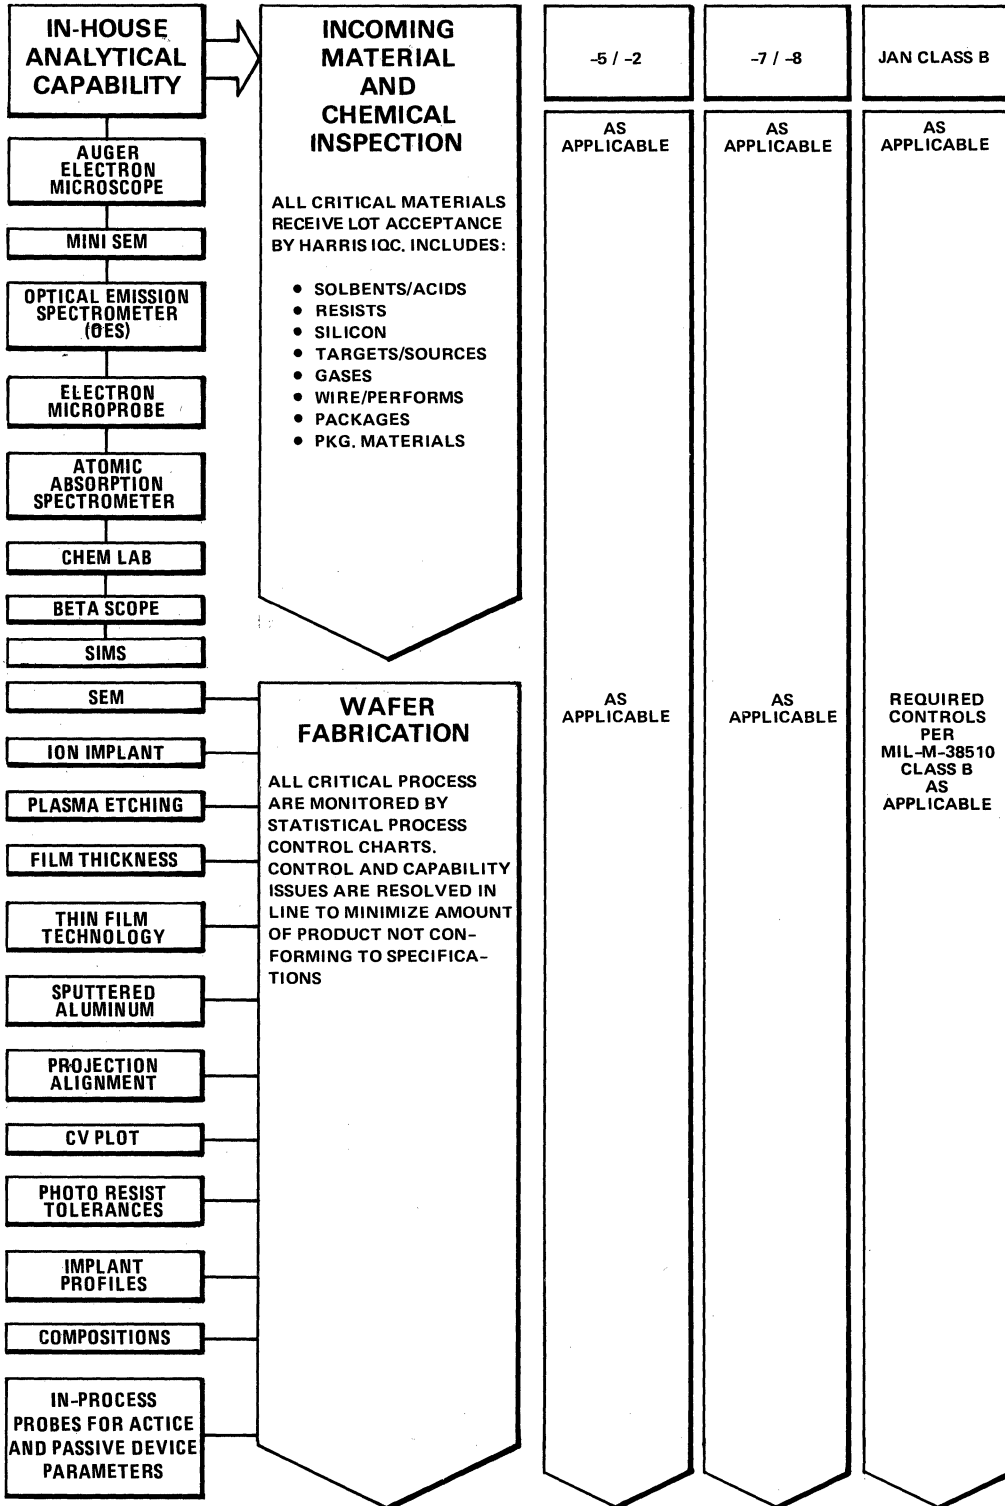 IN-HOUSE
ANALYTICAL
CAPABILITY
AUGER
ELECTRON
MICROSCOPE
MINI SEM
OPTICAL EMISSION
SPECTROMETER
(OES)
ELECTRON
MICROPROBE
ATOMIC
ABSORPTION
SPECTROMETER
CHEM LAB
BETA SCOPE
SIMS
INCOMING
MATERIAL
AND
CHEMICAL
INSPECTION
ALL CRITICAL MATERIALS
RECEIVE LOT ACCEPTANCE
BY HARRIS IQC. INCLUDES:
• SOLBENTS/ACIDS
• RESISTS
• SILICON
• TARGETS/SOURCES
• GASES
• WIRE/PERFORMS
• PACKAGES
• PKG. MATERIALS
-5 / -2
AS
APPLICABLE
-7 / -8
AS
APPLICABLE
JAN CLASS B
AS
APPLICABLE
SEM
ION IMPLANT
PLASMA ETCHING
FILM THICKNESS
THIN FILM
TECHNOLOGY
SPUTTERED
ALUMINUM
PROJECTION
ALIGNMENT
CV PLOT
PHOTO RESIST
TOLERANCES
IMPLANT
PROFILES
COMPOSITIONS
IN-PROCESS
PROBES FOR ACTICE
AND PASSIVE DEVICE
PARAMETERS
WAFER
FABRICATION
ALL CRITICAL PROCESS
ARE MONITORED BY
STATISTICAL PROCESS
CONTROL CHARTS.
CONTROL AND CAPABILITY
ISSUES ARE RESOLVED IN
LINE TO MINIMIZE AMOUNT
OF PRODUCT NOT CON-
FORMING TO SPECIFICA-
TIONS
AS
APPLICABLE
AS
APPLICABLE
REQUIRED
CONTROLS
PER
MIL-M-38510
CLASS B
AS
APPLICABLE